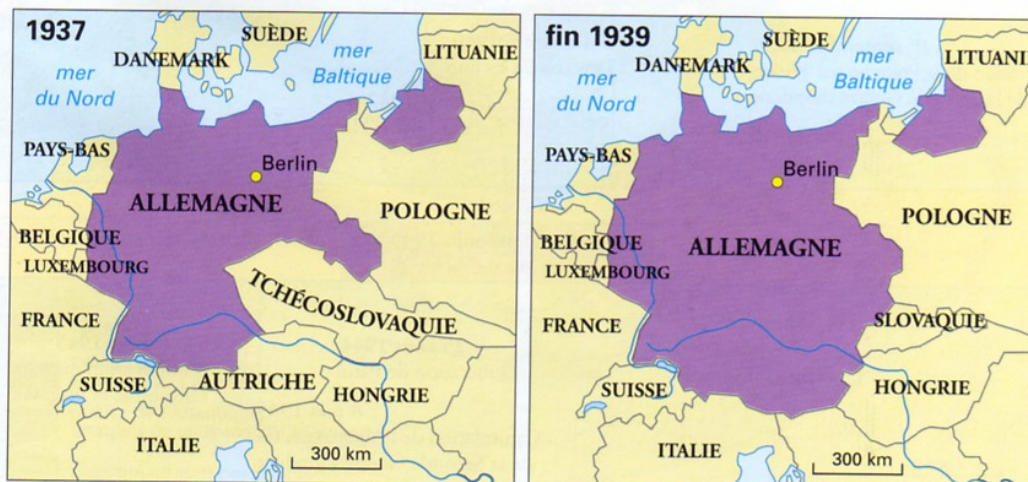 1937
SUÈDE
DANEMARK
LITUANIE
mer
du Nord
mer
Baltique
PAYS-BAS
Berlin
ALLEMAGNE
POLOGNE
BELGIQUE
LUXEMBOURG
TCHÉCOSLOVAQUIE
FRANCE
SUISSE
AUTRICHE
HONGRIE
ITALIE
300 km
fin 1939
SUÈDE
DANEMARK
LITUANI
mer
du Nord
mer
Baltique
PAYS-BAS
Berlin
POLOGNE
BELGIQUE
ALLEMAGNE
LUXEMBOURG
FRANCE
SLOVAQUIE
SUISSE
HONGRIE
ITALIE
300 km